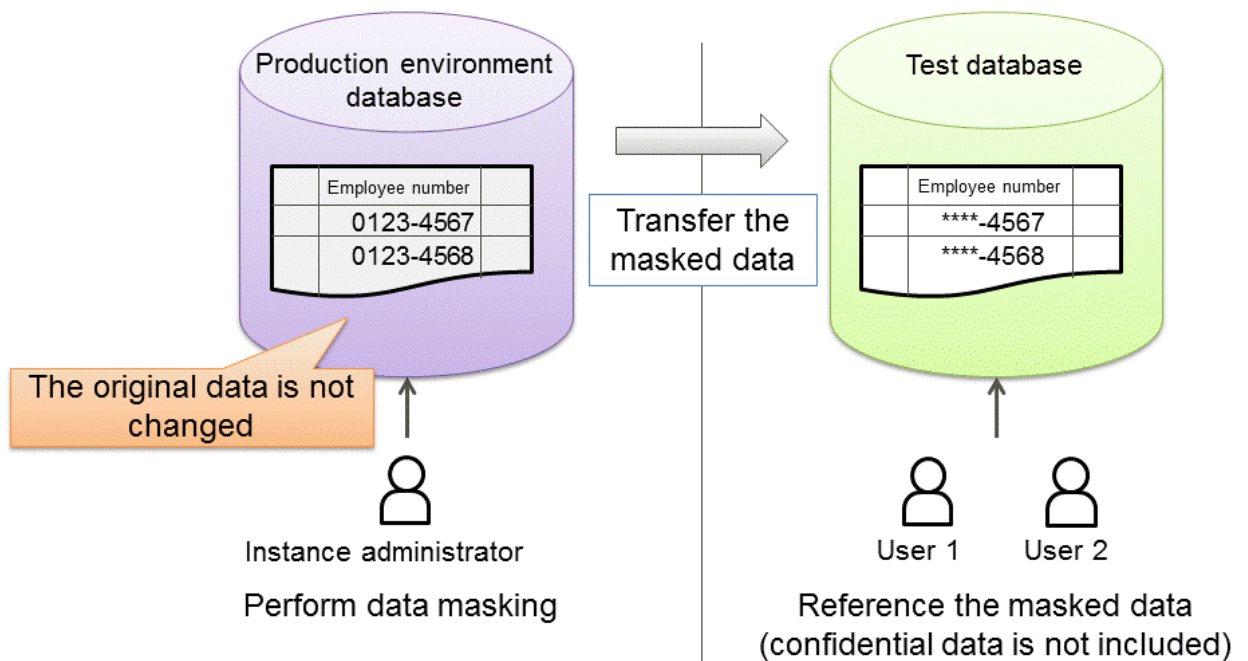 Production environment
database
Employee number
0123-4567
0123-4568
The original data is not
changed
Instance administrator
Perform data masking
Transfer the
masked data
Test database
Employee number
****-4567
****-4568
User 1
User 2
Reference the masked data
(confidential data is not included)